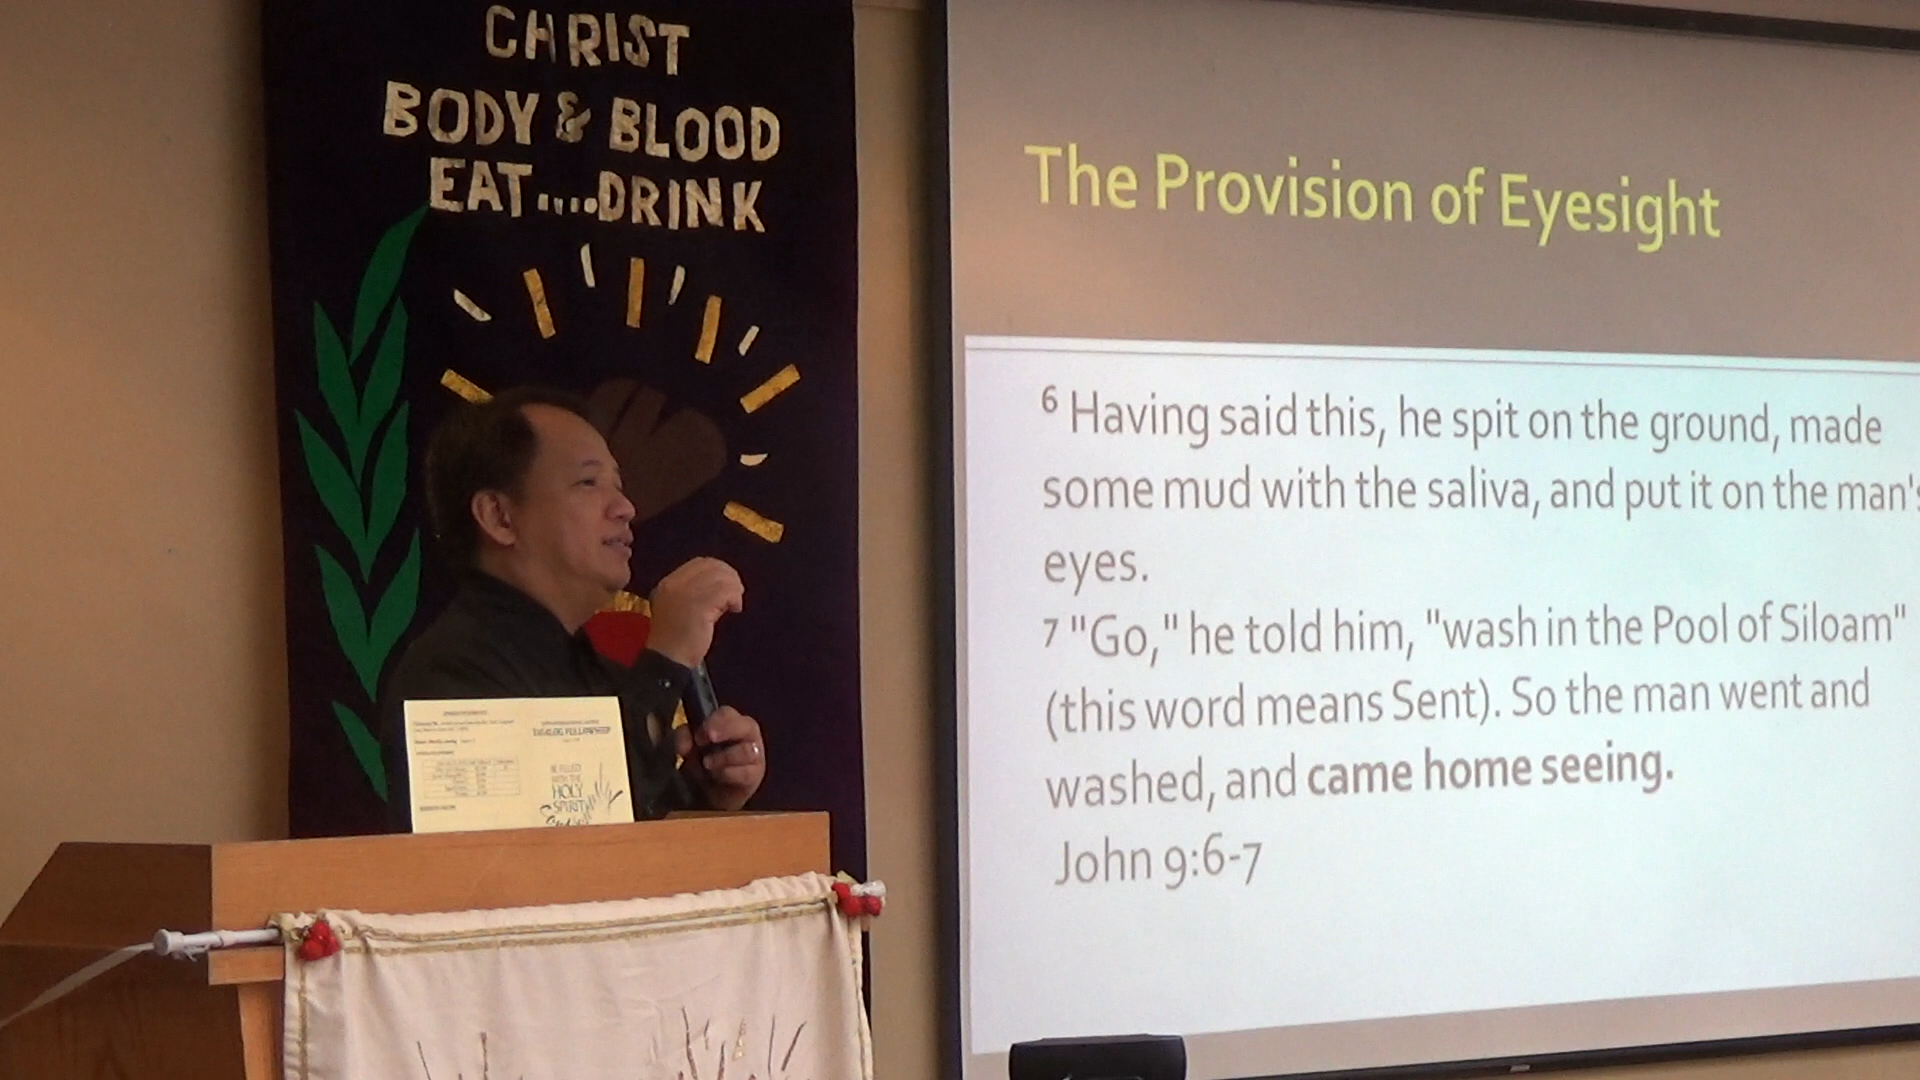 CHRIST
BODY & BLOOD
EAT....DRINK
The Provision of Eyesight
6 Having said this, he spit on the ground, made
some mud with the saliva, and put it on the man's
eyes.
7 "Go," he told him, "wash in the Pool of Siloam"
(this word means Sent). So the man went and
washed, and came home seeing.
John 9:6-7
FELLOWSHIP
BE FILLED
WITH THE
HOLY
SPIRIT